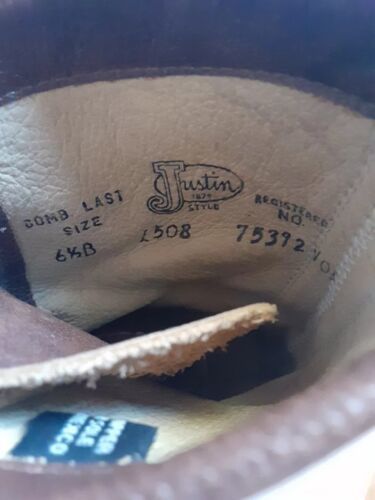 Justin
1879
STYLE
COMB LAST
SIZE
6½B
L508
REGISTERED
NO.
75392